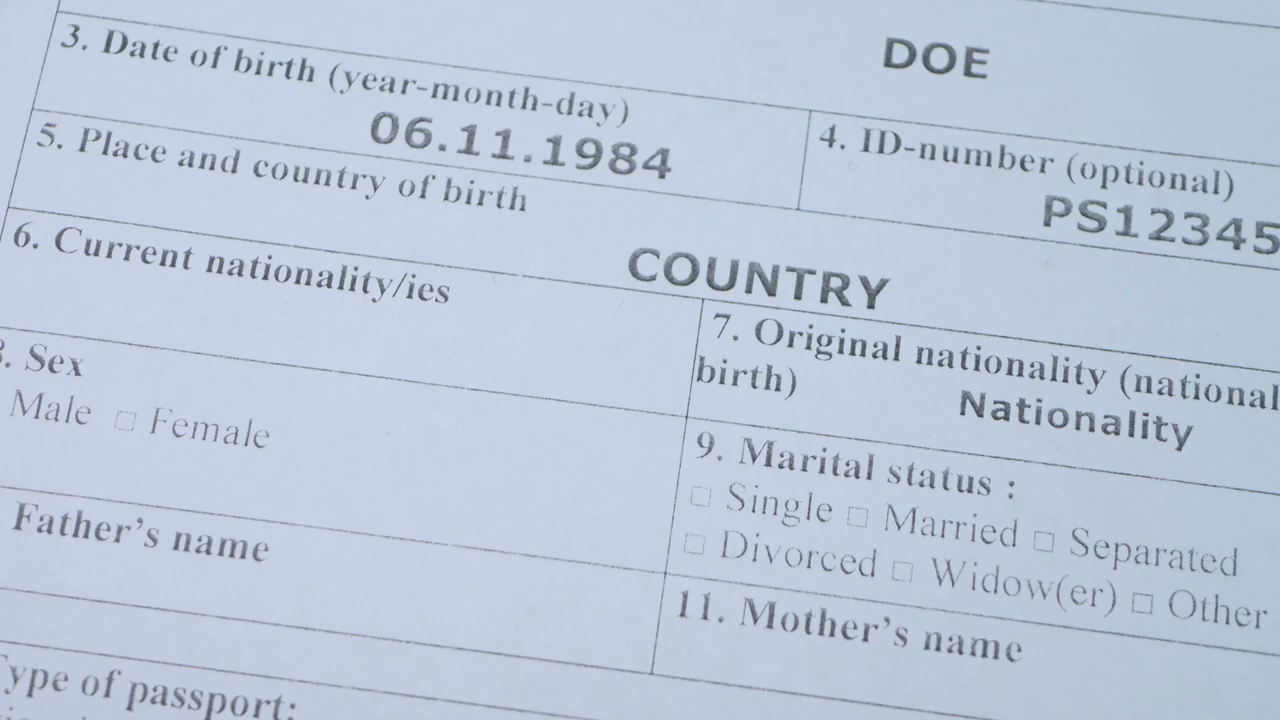 DOE
3. Date of birth (year-month-day)
06.11.1984
4. ID-number (optional)
PS12345
5. Place and country of birth
COUNTRY
6. Current nationality/ies
7. Original nationality (national
birth)
Nationality
. Sex
Male □ Female
9. Marital status :
□ Single □ Married □ Separated
□ Divorced □ Widow(er) □ Other
Father’s name
11. Mother’s name
Type of passport: